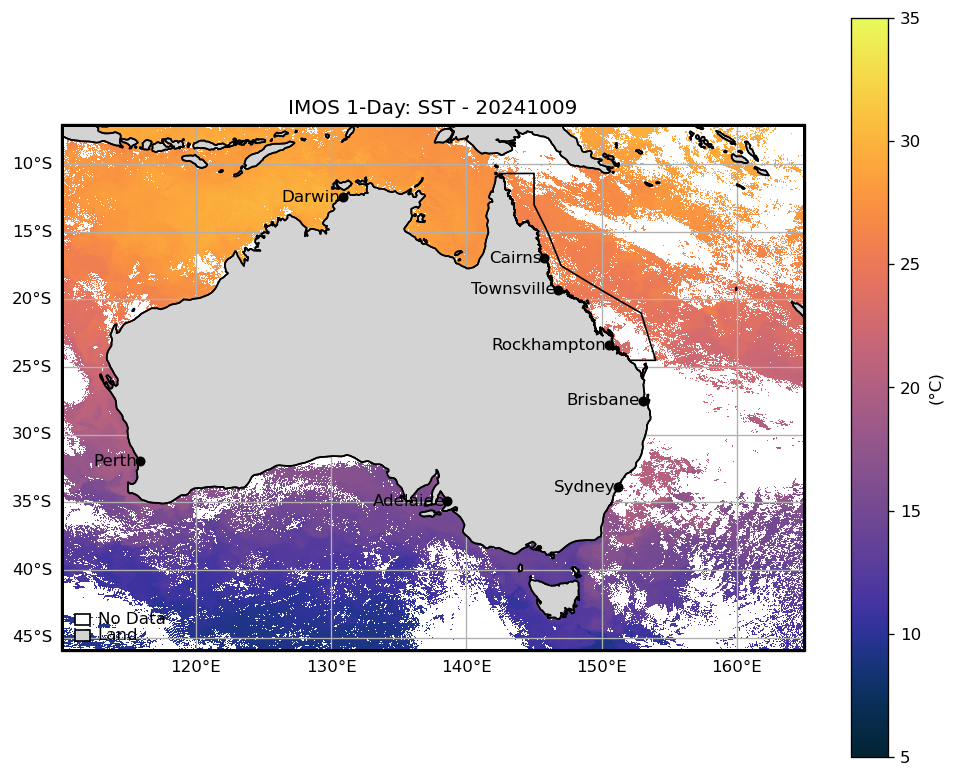 IMOS 1-Day: SST - 20241009
35
30
25
20
15
10
5
(°C)
10°S
15°S
20°S
25°S
30°S
35°S
40°S
45°S
Darwin
Cairns
Townsville
Rockhampton
Brisbane
Perth
Sydney
Adelaide
No Data
Land
120°E 130°E 140°E 150°E 160°E